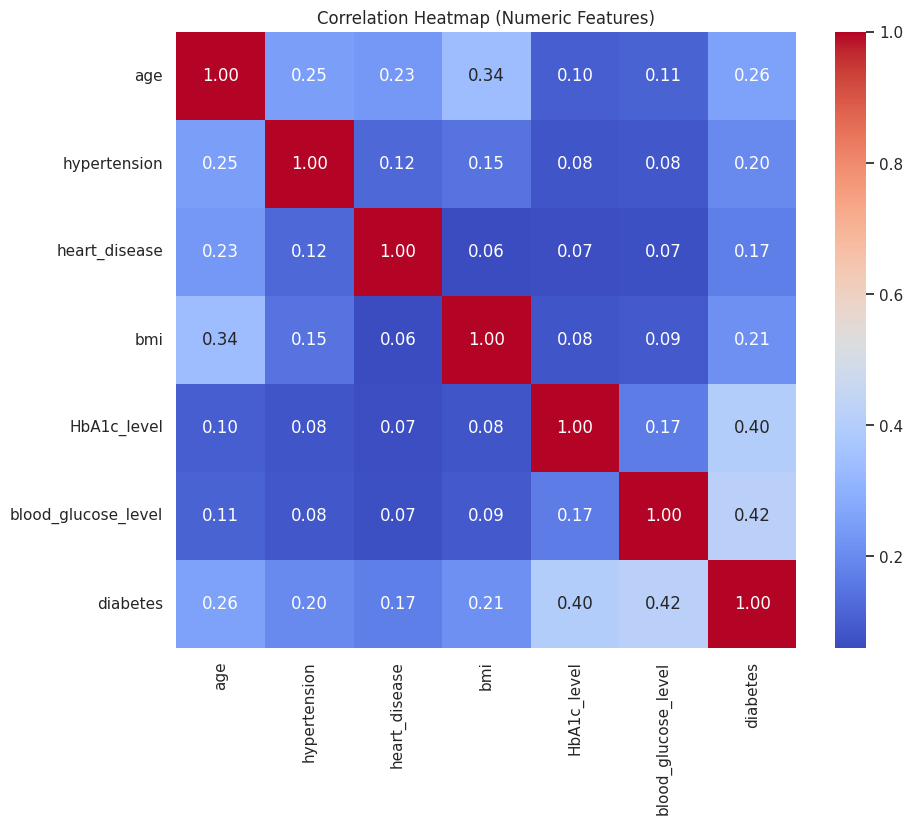 Correlation Heatmap (Numeric Features)
age 1.00 0.25 0.23 0.34 0.10 0.11 0.26
hypertension 0.25 1.00 0.12 0.15 0.08 0.08 0.20
heart_disease 0.23 0.12 1.00 0.06 0.07 0.07 0.17
bmi 0.34 0.15 0.06 1.00 0.08 0.09 0.21
HbA1c_level 0.10 0.08 0.07 0.08 1.00 0.17 0.40
blood_glucose_level 0.11 0.08 0.07 0.09 0.17 1.00 0.42
diabetes 0.26 0.20 0.17 0.21 0.40 0.42 1.00
age
hypertension
heart_disease
bmi
HbA1c_level
blood_glucose_level
diabetes
1.0
0.8
0.6
0.4
0.2